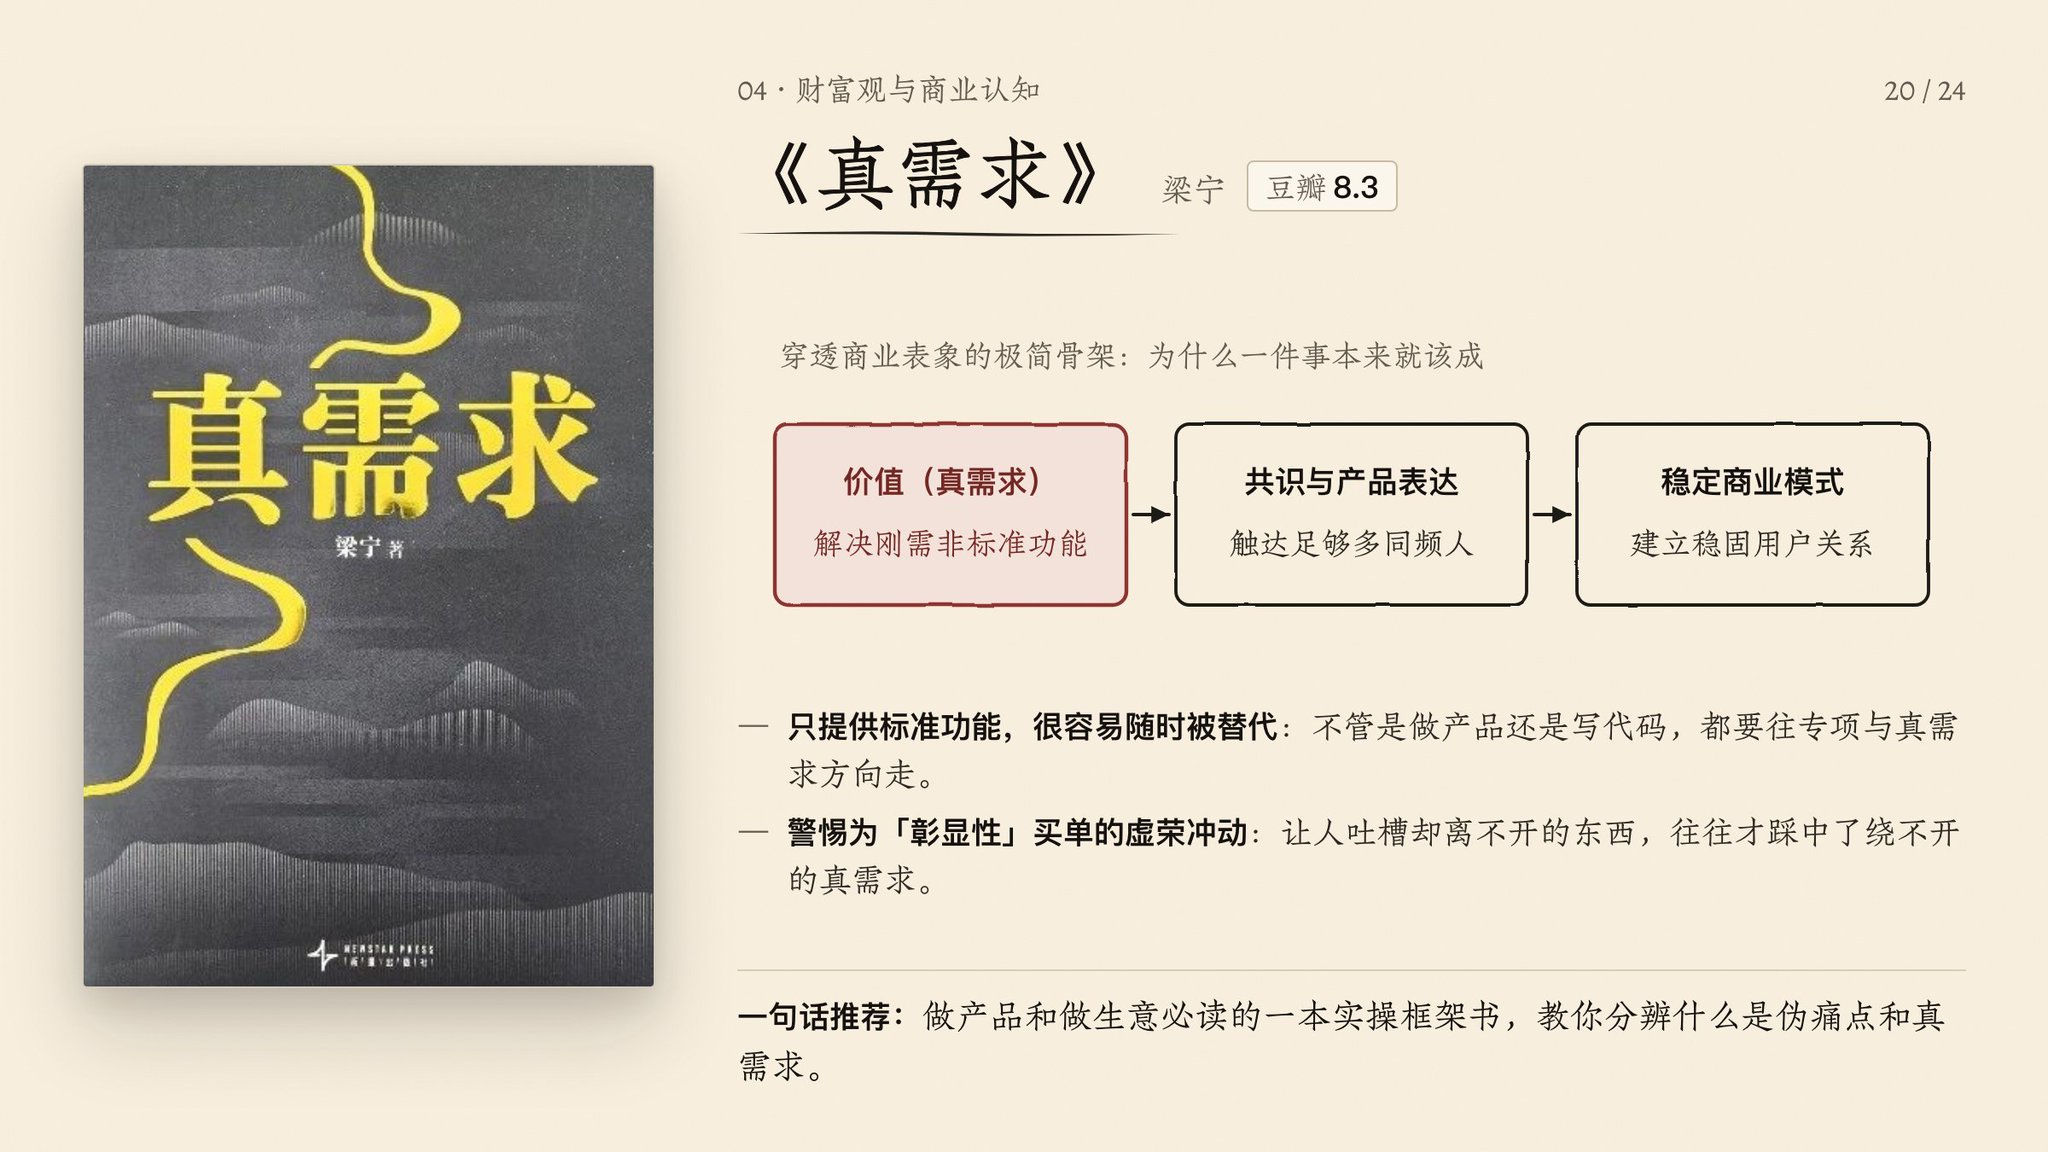 04 · 财富观与商业认知
20 / 24
《真需求》
梁宁
豆瓣 8.3
真需求
梁宁 著
NEWSTAR PRESS
新星出版社
穿透商业表象的极简骨架：为什么一件事本来就该成
价值（真需求）
解决刚需非标准功能
共识与产品表达
触达足够多同频人
稳定商业模式
建立稳固用户关系
— 只提供标准功能，很容易随时被替代：不管是做产品还是写代码，都要往专项与真需
求方向走。
— 警惕为「彰显性」买单的虚荣冲动：让人吐槽却离不开的东西，往往才踩中了绕不开
的真需求。
一句话推荐：做产品和做生意必读的一本实操框架书，教你分辨什么是伪痛点和真
需求。